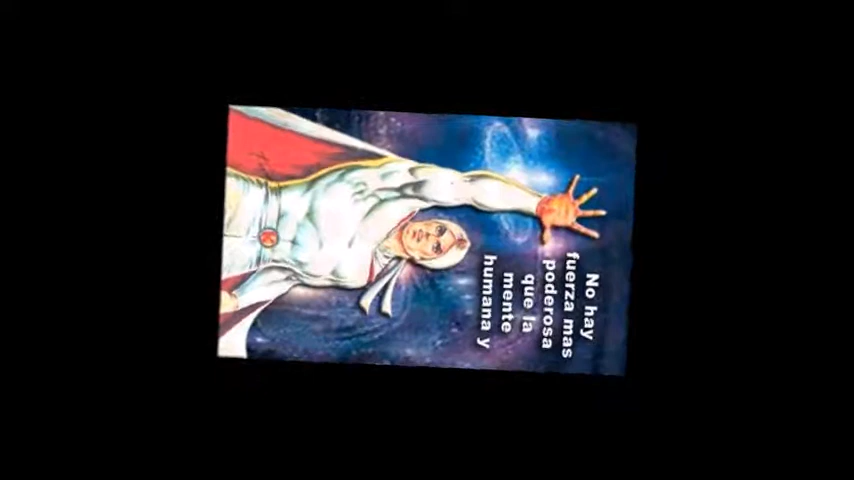 No hay
fuerza mas
poderosa
que la
mente
humana y